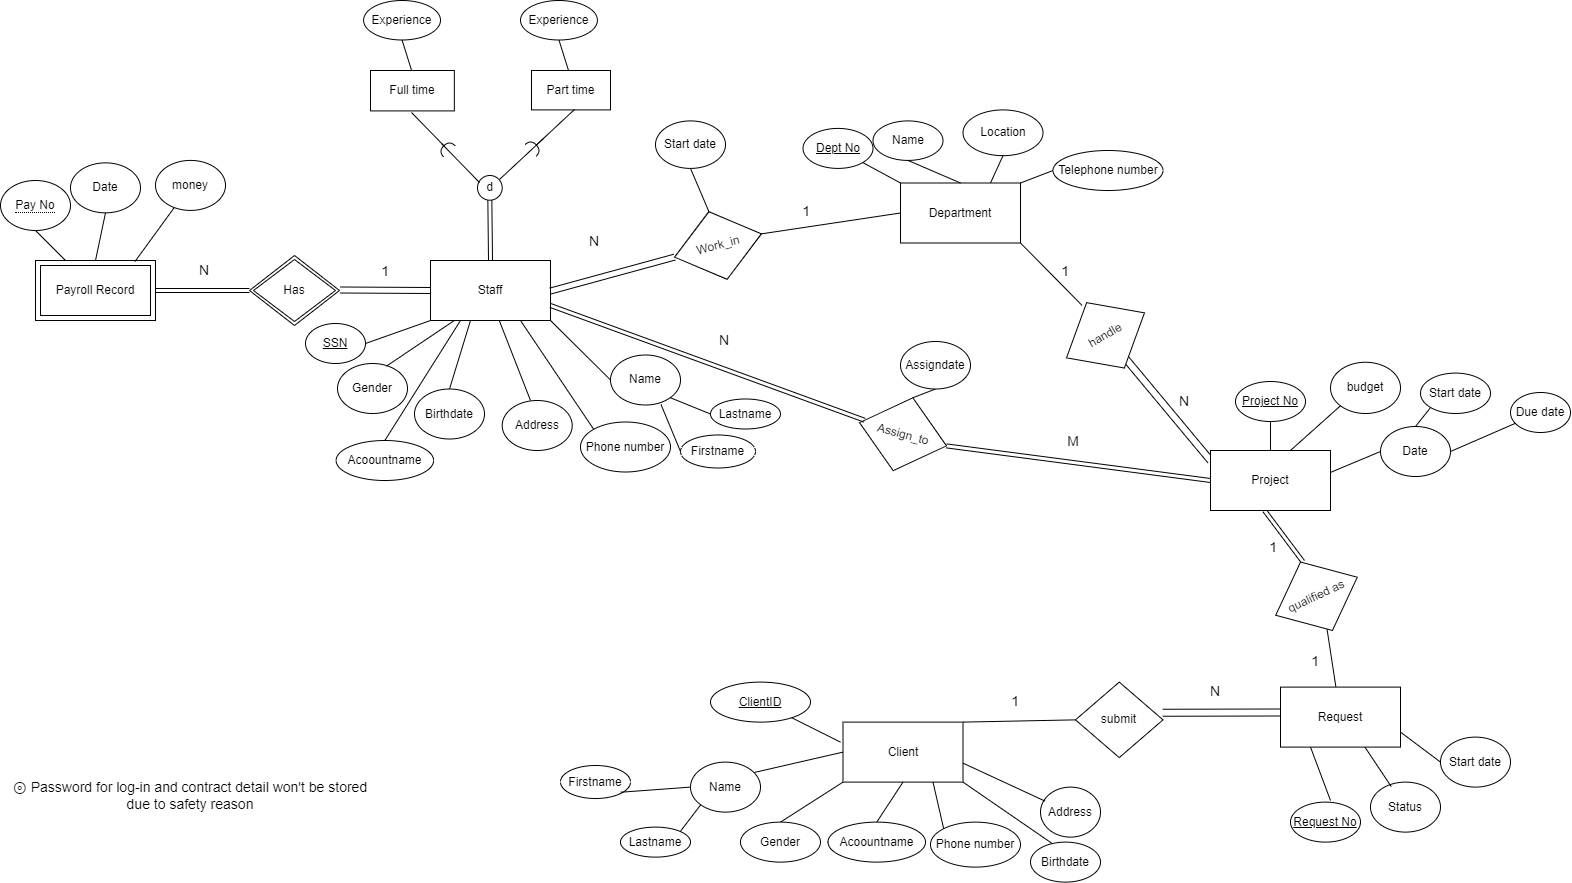 Experience
Experience
Full time
Part time
Start date
Dept No
Name
Location
Telephone number
Pay No
Date
money
d
Department
Work_in
N
1
N
1
1
Payroll Record
Has
Staff
handle
SSN
N
Gender
Name
Assigndate
Birthdate
Lastname
Address
Phone number
Firstname
Acoountname
Assign_to
M
N
Project No
budget
Start date
Due date
Date
Project
1
qualified as
1
ClientID
1
submit
N
Request
Client
Firstname
Name
Lastname
Gender
Acoountname
Phone number
Address
Birthdate
Start date
Status
Request No
◎ Password for log-in and contract detail won't be stored
due to safety reason